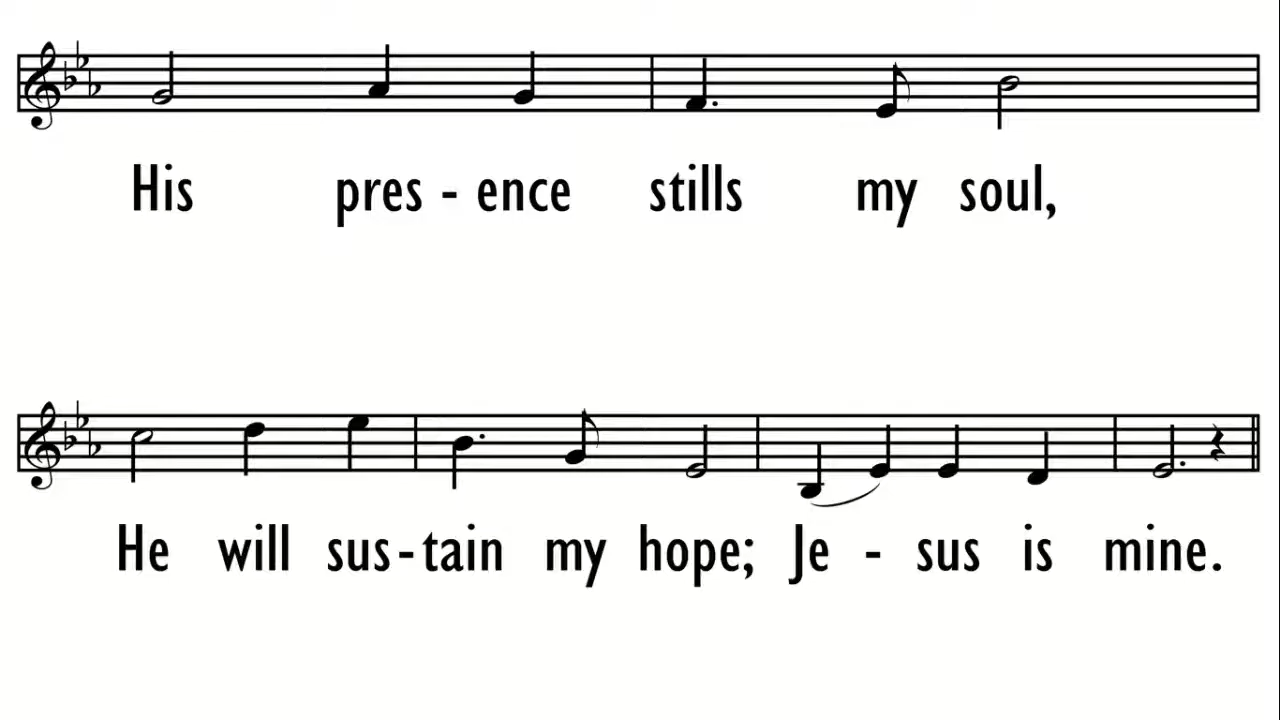 His pres - ence stills my soul,
He will sus - tain my hope; Je - sus is mine.